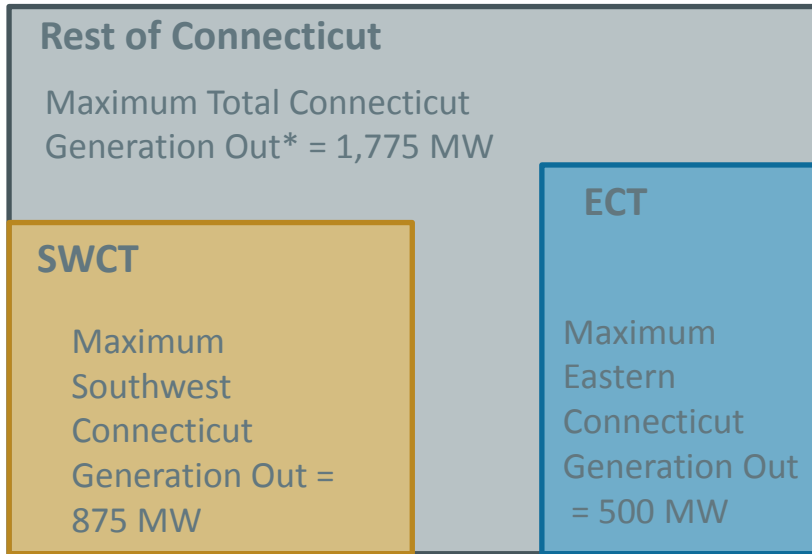 Rest of Connecticut
Maximum Total Connecticut
Generation Out* = 1,775 MW
SWCT
Maximum
Southwest
Connecticut
Generation Out =
875 MW
ECT
Maximum
Eastern
Connecticut
Generation Out
= 500 MW